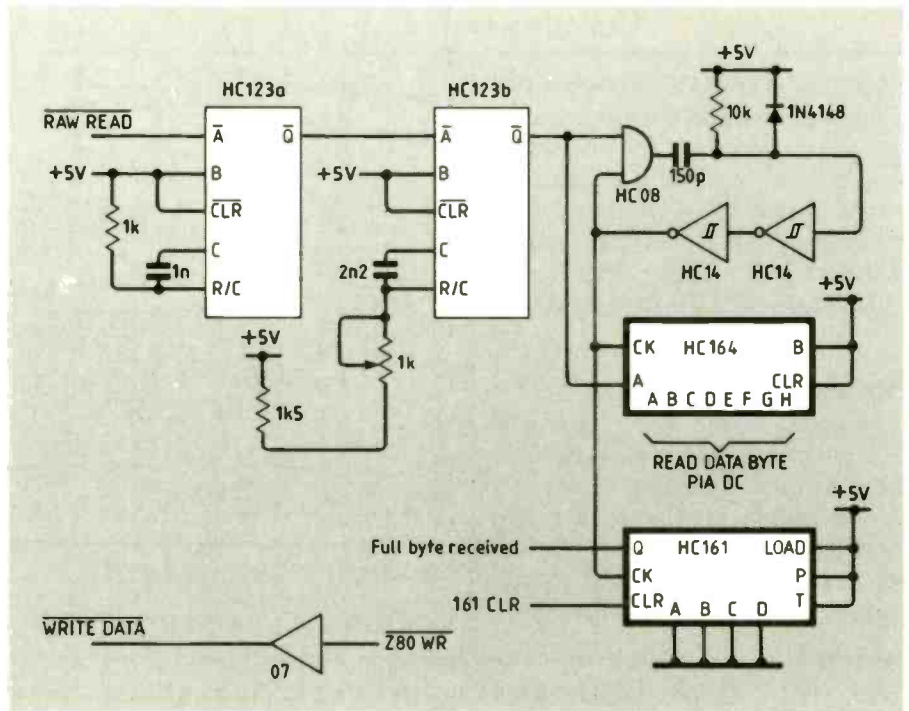 HC123a
HC123b
+5V
RAW READ
A Q
A Q
10k
1N4148
+5V
B
+5V
B
HC08
150p
CLR
CLR
1k
C
C
1n
R/C
2n2
R/C
HC14
HC14
+5V
+5V
1k
CK HC164 B
A CLR
A B C D E F G H
1k5
READ DATA BYTE
PIA DC
+5V
Full byte received
Q HC161 LOAD
CK P
161 CLR
CLR A B C D T
WRITE DATA
Z80 WR
07